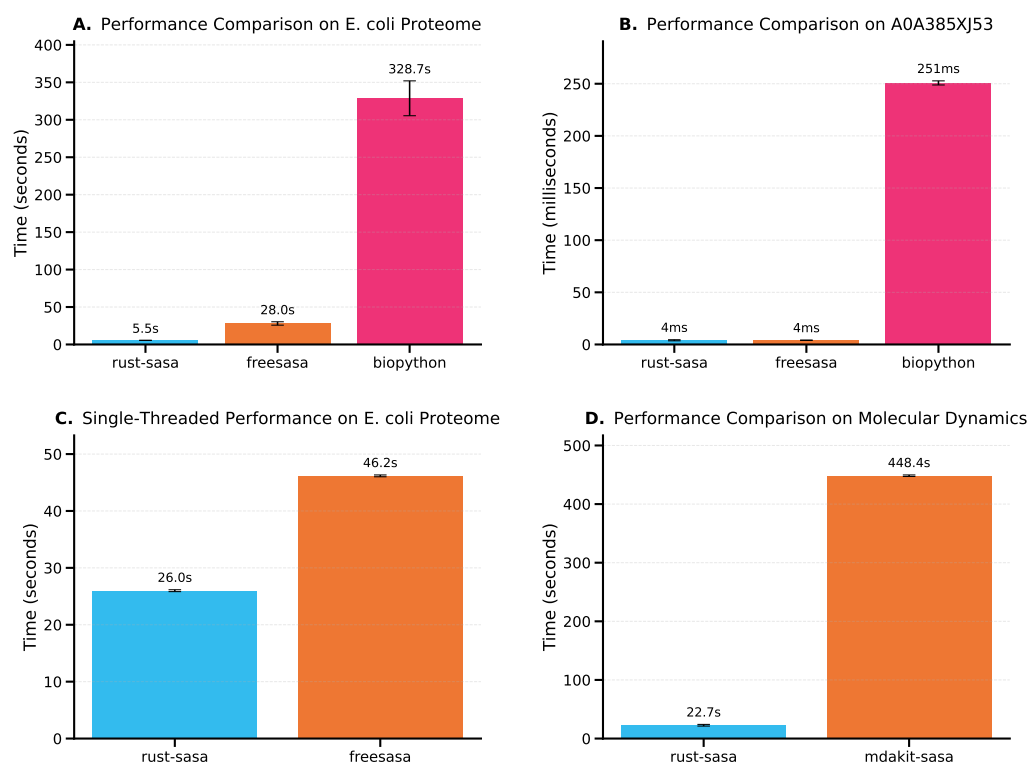 A. Performance Comparison on E. coli Proteome
Time (seconds)
400
350
300
250
200
150
100
50
0
5.5s
28.0s
328.7s
rust-sasa
freesasa
biopython
B. Performance Comparison on A0A385XJ53
Time (milliseconds)
250
200
150
100
50
0
4ms
4ms
251ms
rust-sasa
freesasa
biopython
C. Single-Threaded Performance on E. coli Proteome
Time (seconds)
50
40
30
20
10
0
26.0s
46.2s
rust-sasa
freesasa
D. Performance Comparison on Molecular Dynamics
Time (seconds)
500
400
300
200
100
0
22.7s
448.4s
rust-sasa
mdakit-sasa